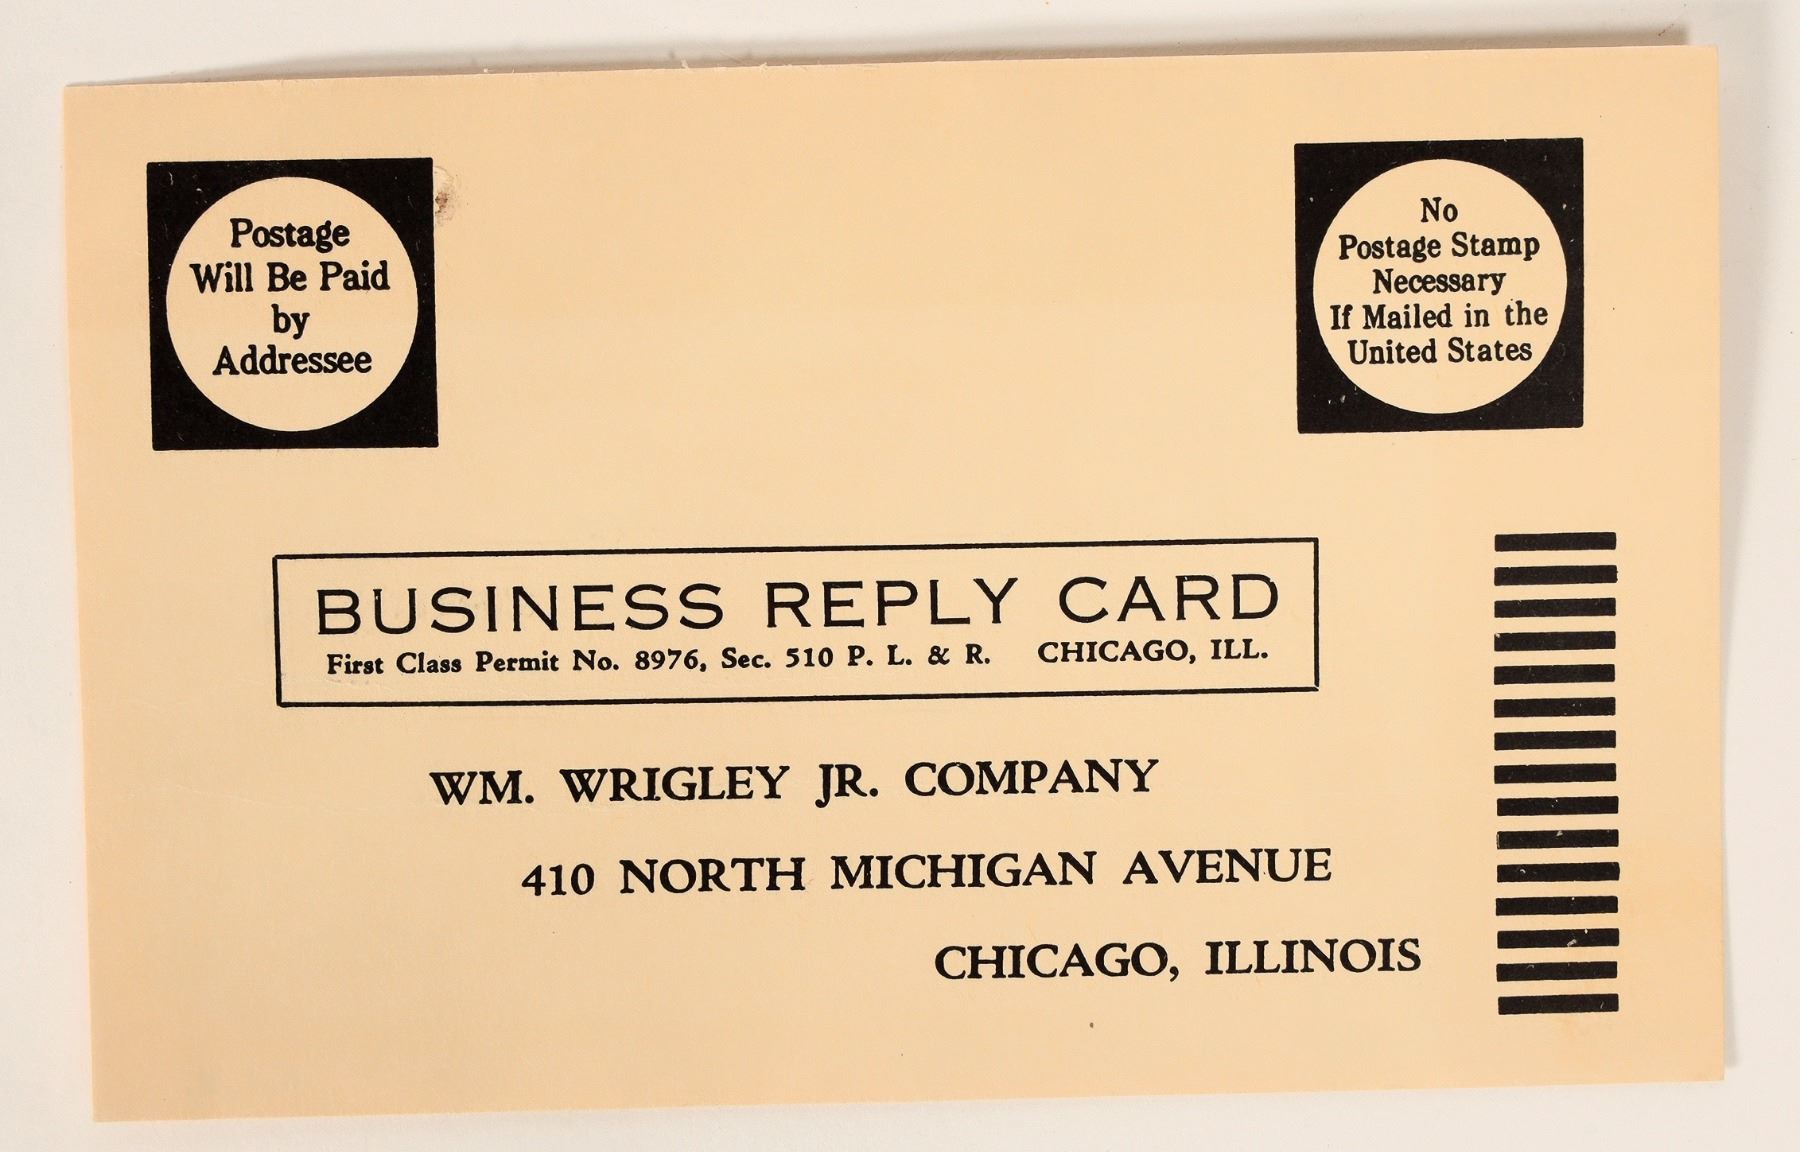 Postage
Will Be Paid
by
Addressee
No
Postage Stamp
Necessary
If Mailed in the
United States
BUSINESS REPLY CARD
First Class Permit No. 8976, Sec. 510 P. L. & R. CHICAGO, ILL.
WM. WRIGLEY JR. COMPANY
410 NORTH MICHIGAN AVENUE
CHICAGO, ILLINOIS